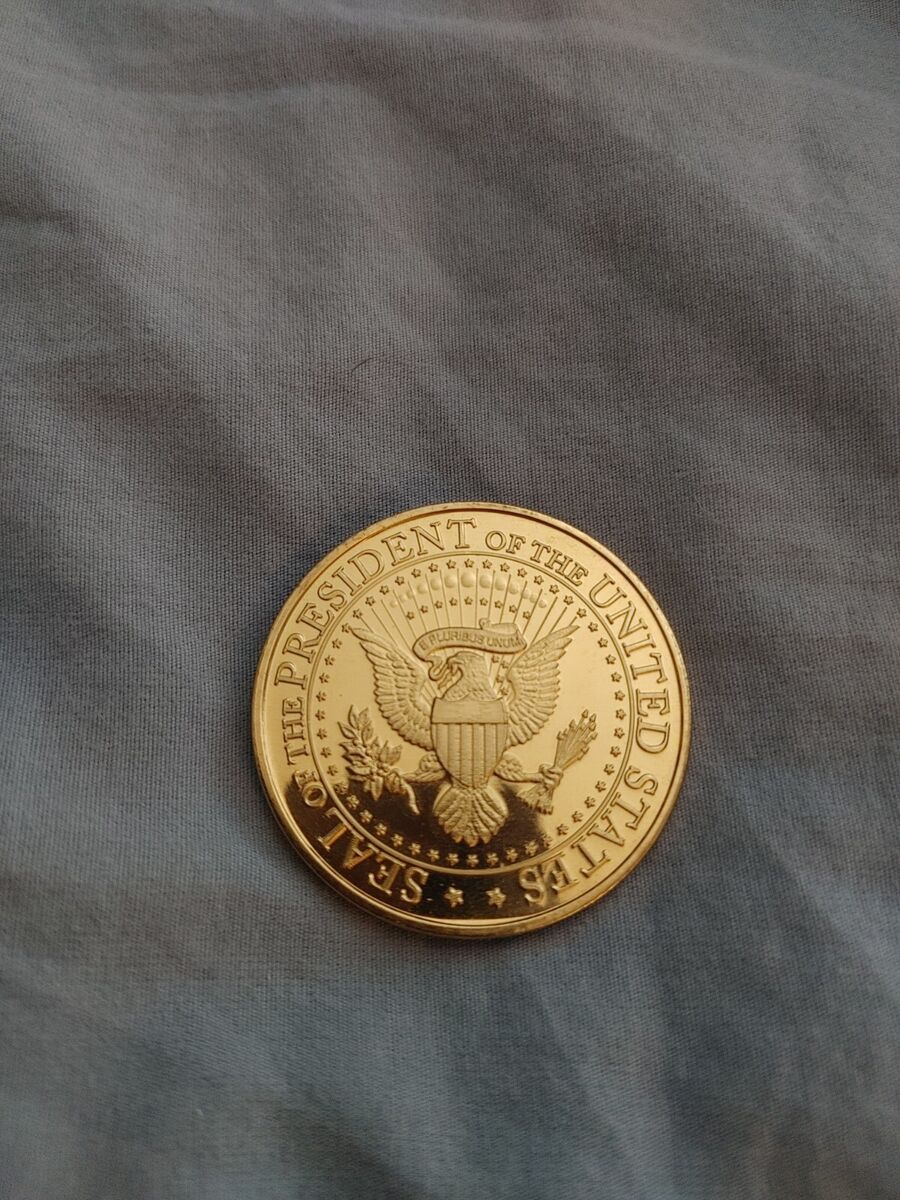 SEAL OF THE PRESIDENT OF THE UNITED STATES
E PLURIBUS UNUM